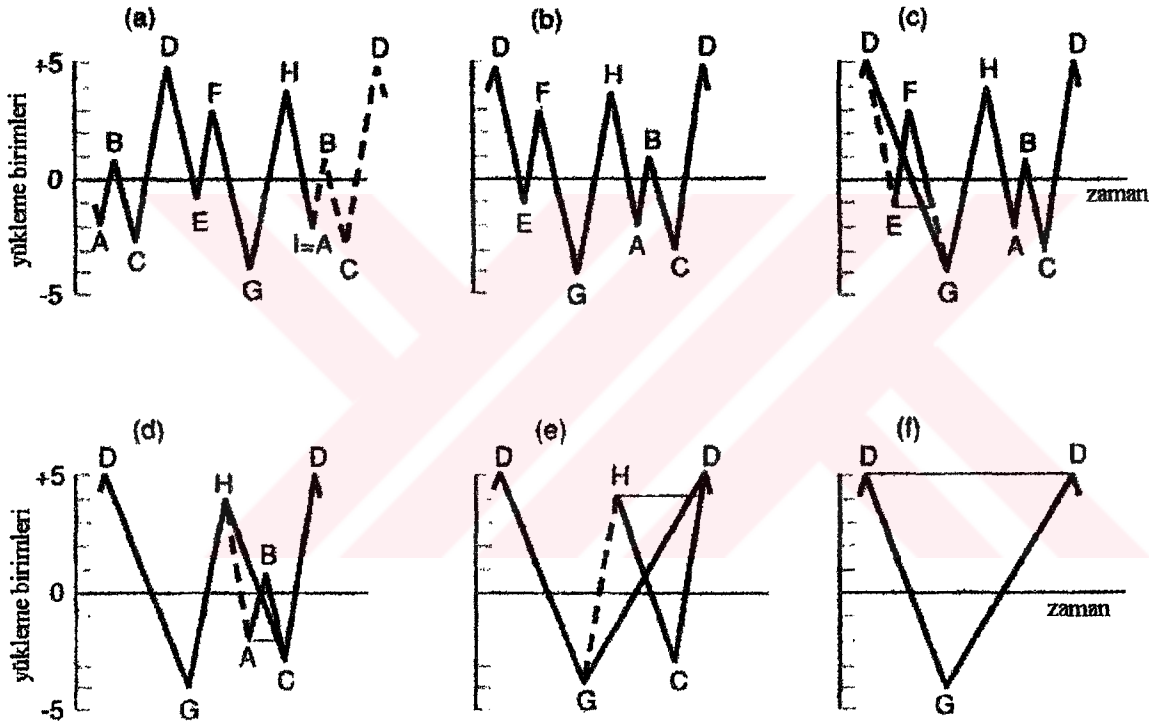 (a) (b) (c)
D D D D D D
+5
H H H
F F F
B B B B
yükleme birimleri
0
zaman
E E E
A I=A A A
C C C C
G G G
-5
(d) (e) (f)
D D D D D D
+5
H H
B
yükleme birimleri
0
zaman
A
C C
G G G
-5